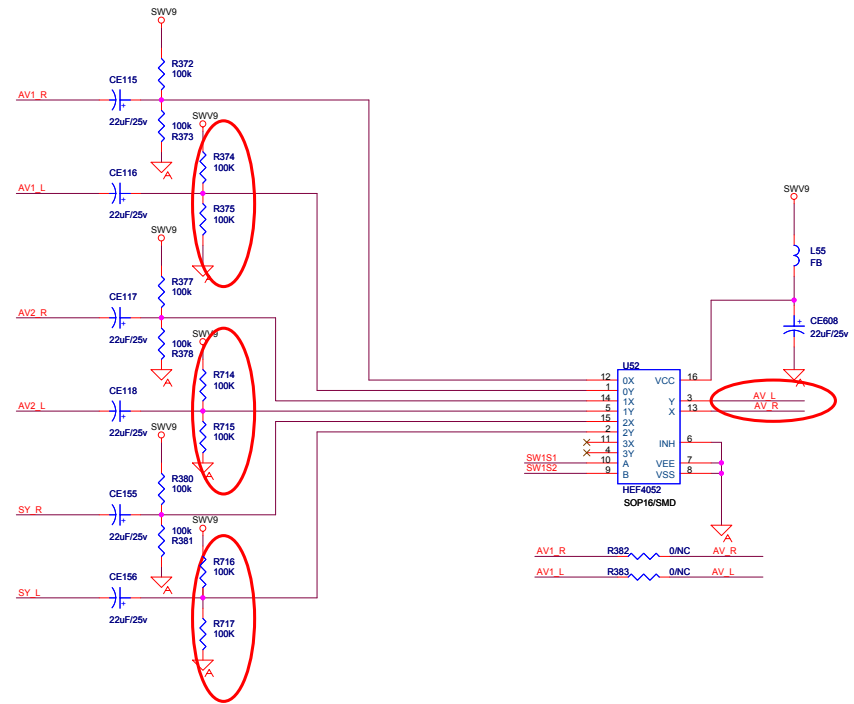 SWV9
R372
100k
CE115
AV1_R
22uF/25v
100k
R373
SWV9
A
R374
100K
CE116
AV1_L
22uF/25v
R375
100K
SWV9
A
R377
100k
CE117
AV2_R
22uF/25v
100k
R378
SWV9
A
R714
100K
CE118
AV2_L
22uF/25v
R715
100K
SWV9
A
R380
100k
CE155
SY_R
22uF/25v
100k
R381
SWV9
A
R716
100K
CE156
SY_L
22uF/25v
R717
100K
A
SWV9
L55
FB
CE608
22uF/25v
A
U52
12 0X VCC 16
1 0Y
14 1X Y 3 AV_L
5 1Y X 13 AV_R
15 2X
2 2Y
11 3X INH 6
4 3Y
SW1S1 10 A VEE 7
SW1S2 9 B VSS 8
HEF4052
SOP16/SMD
A
AV1_R R382 0/NC AV_R
AV1_L R383 0/NC AV_L